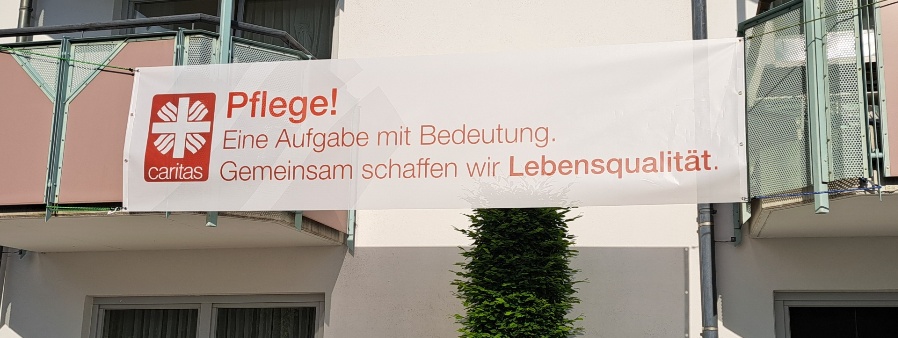 Pflege!
Eine Aufgabe mit Bedeutung.
Gemeinsam schaffen wir Lebensqualität.
caritas